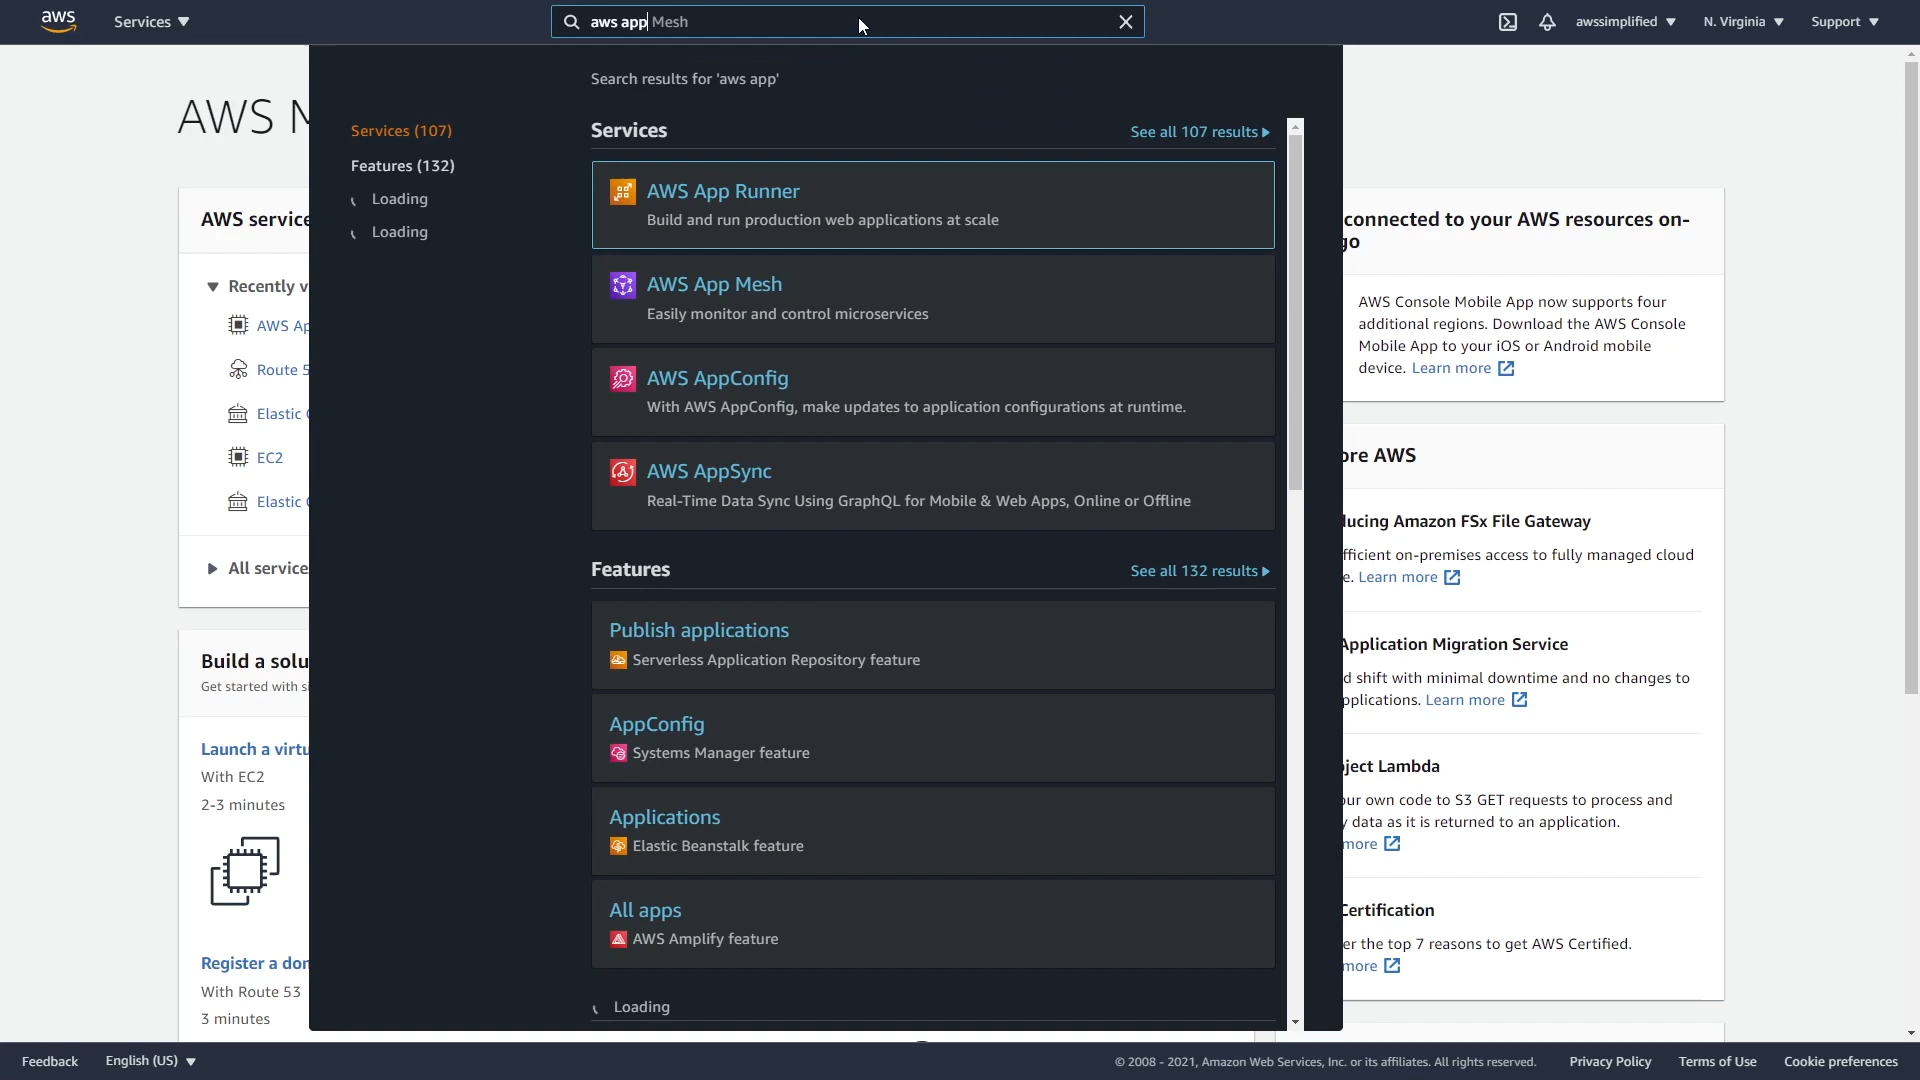 aws
Services
aws app Mesh
awssimplified
N. Virginia
Support
Search results for 'aws app'
Services (107)
Features (132)
Loading
Loading
Services
See all 107 results
AWS App Runner
Build and run production web applications at scale
AWS App Mesh
Easily monitor and control microservices
AWS AppConfig
With AWS AppConfig, make updates to application configurations at runtime.
AWS AppSync
Real-Time Data Sync Using GraphQL for Mobile & Web Apps, Online or Offline
Features
See all 132 results
Publish applications
Serverless Application Repository feature
AppConfig
Systems Manager feature
Applications
Elastic Beanstalk feature
All apps
AWS Amplify feature
Loading
AWS
AWS service
Recently v
AWS Ap
Route 5
Elastic
EC2
Elastic
All service
Build a solu
Get started with si
Launch a virtu
With EC2
2-3 minutes
Register a don
With Route 53
3 minutes
connected to your AWS resources on-
go
AWS Console Mobile App now supports four
additional regions. Download the AWS Console
Mobile App to your iOS or Android mobile
device. Learn more
ore AWS
ducing Amazon FSx File Gateway
fficient on-premises access to fully managed cloud
e. Learn more
Application Migration Service
d shift with minimal downtime and no changes to
pplications. Learn more
ject Lambda
our own code to S3 GET requests to process and
y data as it is returned to an application.
more
Certification
er the top 7 reasons to get AWS Certified.
more
Feedback
English (US)
© 2008 - 2021, Amazon Web Services, Inc. or its affiliates. All rights reserved.
Privacy Policy
Terms of Use
Cookie preferences